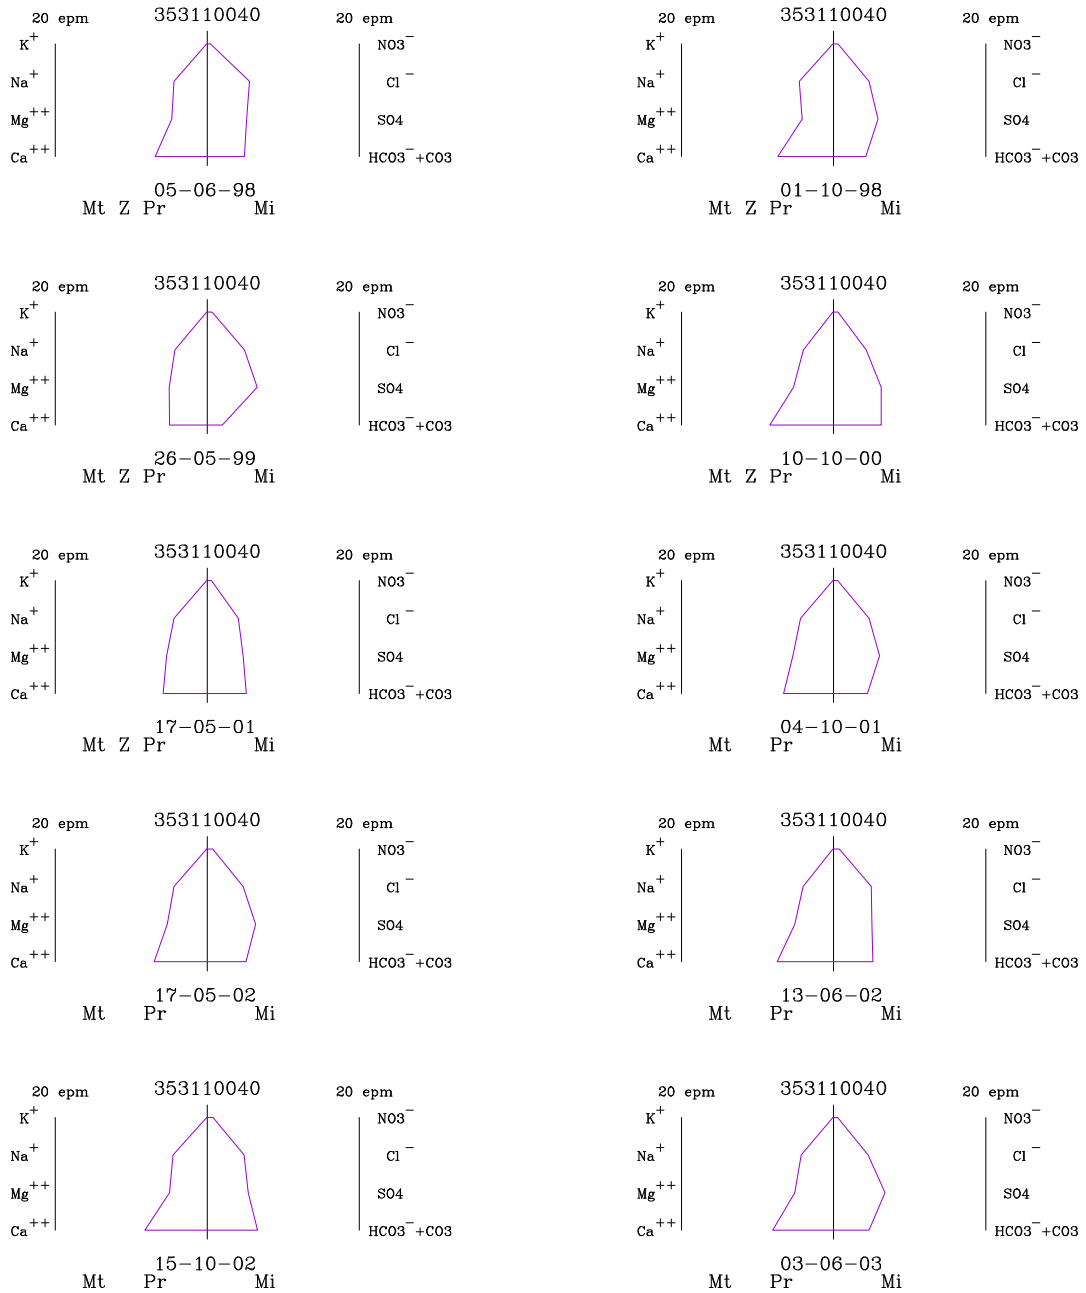 20 epm 353110040 20 epm
K+ NO3-
Na+ Cl-
Mg++ SO4
Ca++ HCO3-+CO3
05-06-98
Mt Z Pr Mi
20 epm 353110040 20 epm
K+ NO3-
Na+ Cl-
Mg++ SO4
Ca++ HCO3-+CO3
01-10-98
Mt Z Pr Mi
20 epm 353110040 20 epm
K+ NO3-
Na+ Cl-
Mg++ SO4
Ca++ HCO3-+CO3
26-05-99
Mt Z Pr Mi
20 epm 353110040 20 epm
K+ NO3-
Na+ Cl-
Mg++ SO4
Ca++ HCO3-+CO3
10-10-00
Mt Z Pr Mi
20 epm 353110040 20 epm
K+ NO3-
Na+ Cl-
Mg++ SO4
Ca++ HCO3-+CO3
17-05-01
Mt Z Pr Mi
20 epm 353110040 20 epm
K+ NO3-
Na+ Cl-
Mg++ SO4
Ca++ HCO3-+CO3
04-10-01
Mt Pr Mi
20 epm 353110040 20 epm
K+ NO3-
Na+ Cl-
Mg++ SO4
Ca++ HCO3-+CO3
17-05-02
Mt Pr Mi
20 epm 353110040 20 epm
K+ NO3-
Na+ Cl-
Mg++ SO4
Ca++ HCO3-+CO3
13-06-02
Mt Pr Mi
20 epm 353110040 20 epm
K+ NO3-
Na+ Cl-
Mg++ SO4
Ca++ HCO3-+CO3
15-10-02
Mt Pr Mi
20 epm 353110040 20 epm
K+ NO3-
Na+ Cl-
Mg++ SO4
Ca++ HCO3-+CO3
03-06-03
Mt Pr Mi